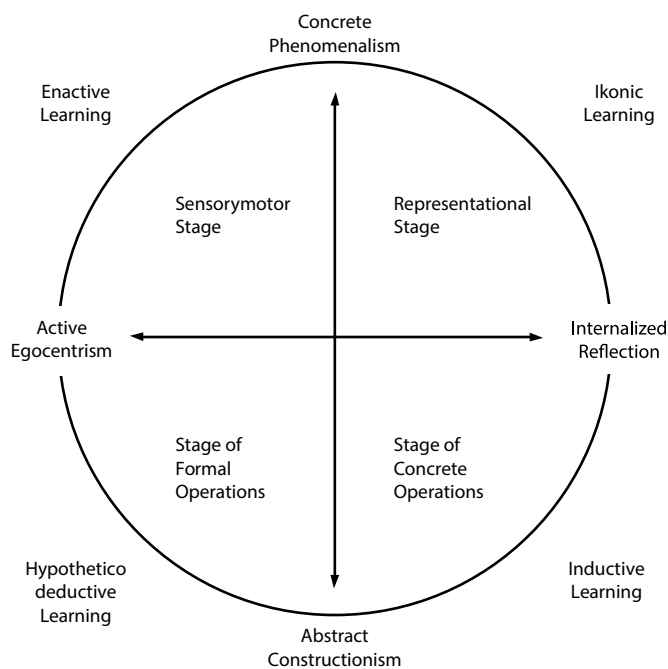 Concrete
Phenomenalism
Enactive
Learning
Ikonic
Learning
Sensorymotor
Stage
Representational
Stage
Active
Egocentrism
Internalized
Reflection
Stage of
Formal
Operations
Stage of
Concrete
Operations
Hypothetico
deductive
Learning
Inductive
Learning
Abstract
Constructionism